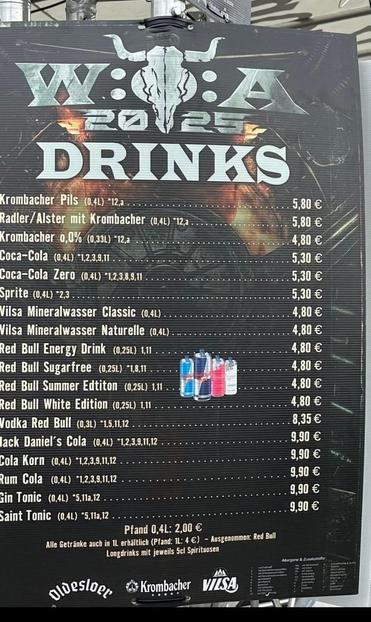 W:O:A
2025
DRINKS
Krombacher Pils (0,4L) *12,a 5,80 €
Radler/Alster mit Krombacher (0,4L) *12,a 5,80 €
Krombacher o,0% (0,33L) *12,a 4,80 €
Coca-Cola (0,4L) *1,2,3,9,11 5,30 €
Coca-Cola Zero (0,4L) *1,2,3,8,9,11 5,30 €
Sprite (0,4L) *2,3 5,30 €
Vilsa Mineralwasser Classic (0,4L) 4,80 €
Vilsa Mineralwasser Naturelle (0,4L) 4,80 €
Red Bull Energy Drink (0,25L) 1,11 4,80 €
Red Bull Sugarfree (0,25L) *1,8,11 4,80 €
Red Bull Summer Edtiton (0,25L) 1,11 4,80 €
Red Bull White Edition (0,25L) 1,11 4,80 €
Vodka Red Bull (0,3L) *1,5,11,12 8,35 €
Jack Daniel's Cola (0,4L) *1,2,3,9,11,12 9,90 €
Cola Korn (0,4L) *1,2,3,9,11,12 9,90 €
Rum Cola (0,4L) *1,2,3,9,11,12 9,90 €
Gin Tonic (0,4L) *5,11a,12 9,90 €
Saint Tonic (0,4L) *5,11a,12 9,90 €
Pfand 0,4L: 2,00 €
Alle Getränke auch in 1L erhältlich (Pfand: 1L: 4 €) - Ausgenommen: Red Bull
Longdrinks mit jeweils 5cl Spirituosen
Allergene & Zusatzstoffe:
Oldesloer Krombacher VILSA